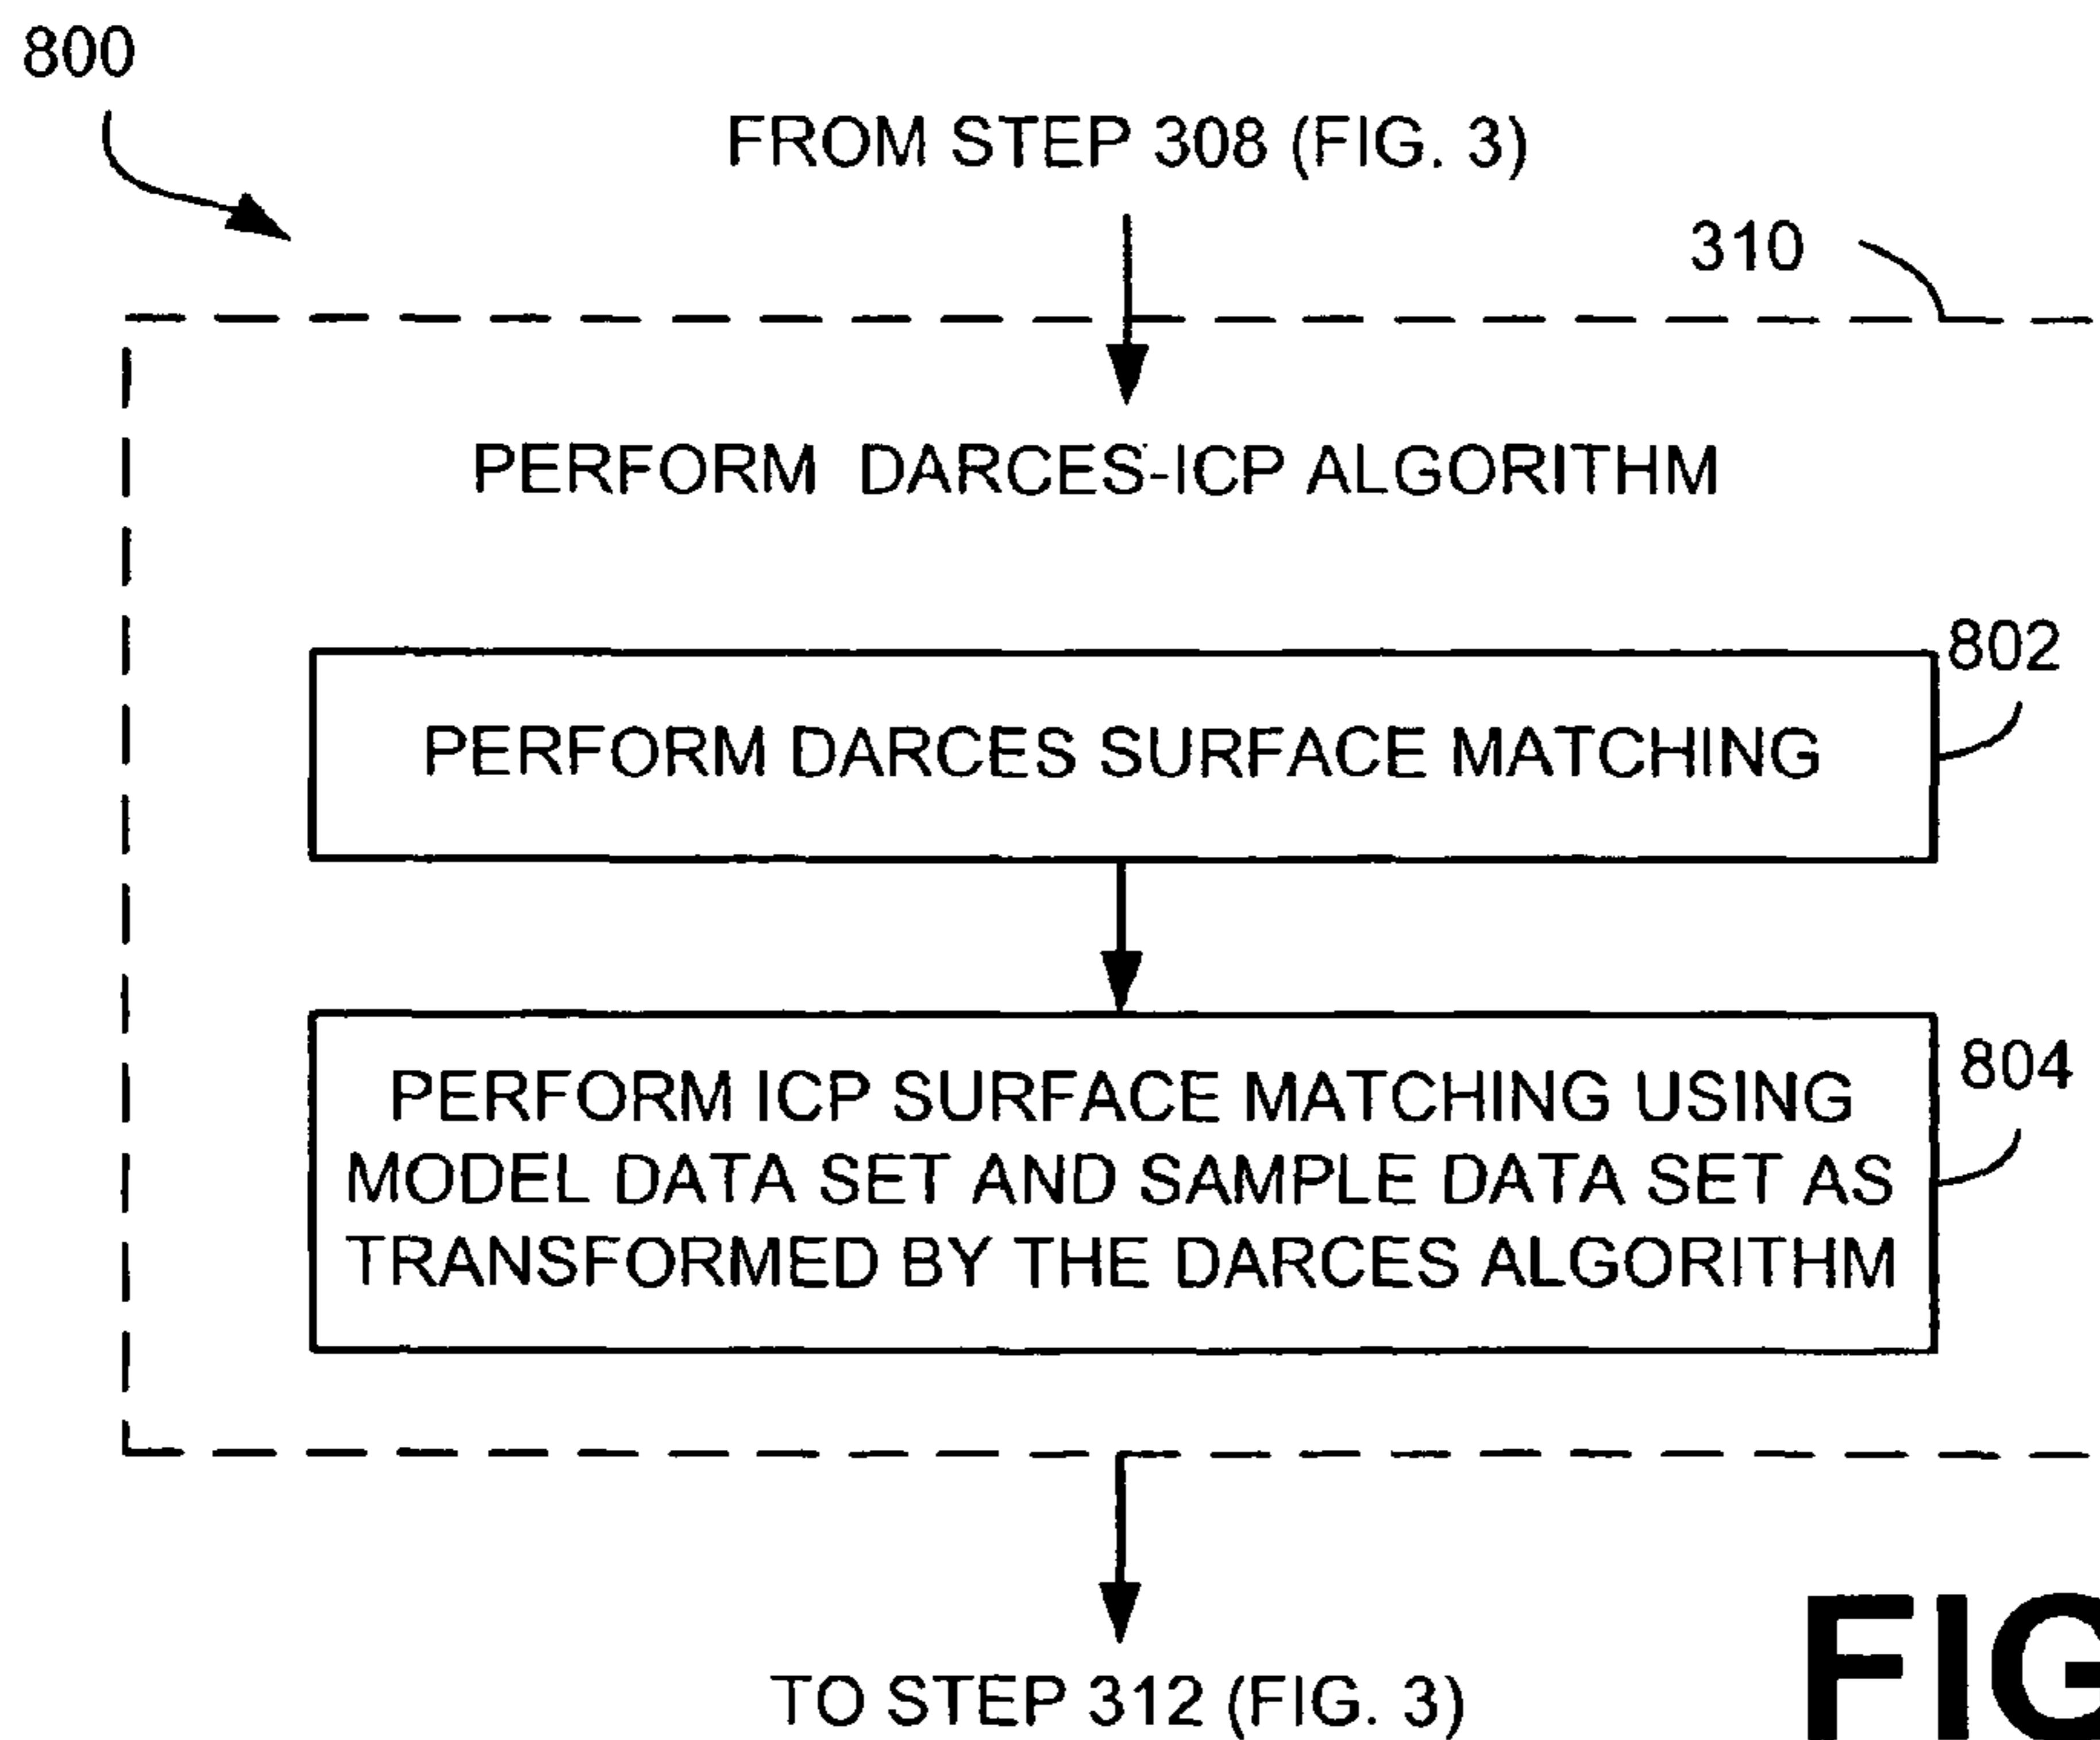 800
FROM STEP 308 (FIG. 3)
310
PERFORM DARCES-ICP ALGORITHM
802
PERFORM DARCES SURFACE MATCHING
804
PERFORM ICP SURFACE MATCHING USING
MODEL DATA SET AND SAMPLE DATA SET AS
TRANSFORMED BY THE DARCES ALGORITHM
TO STEP 312 (FIG. 3)
FIG